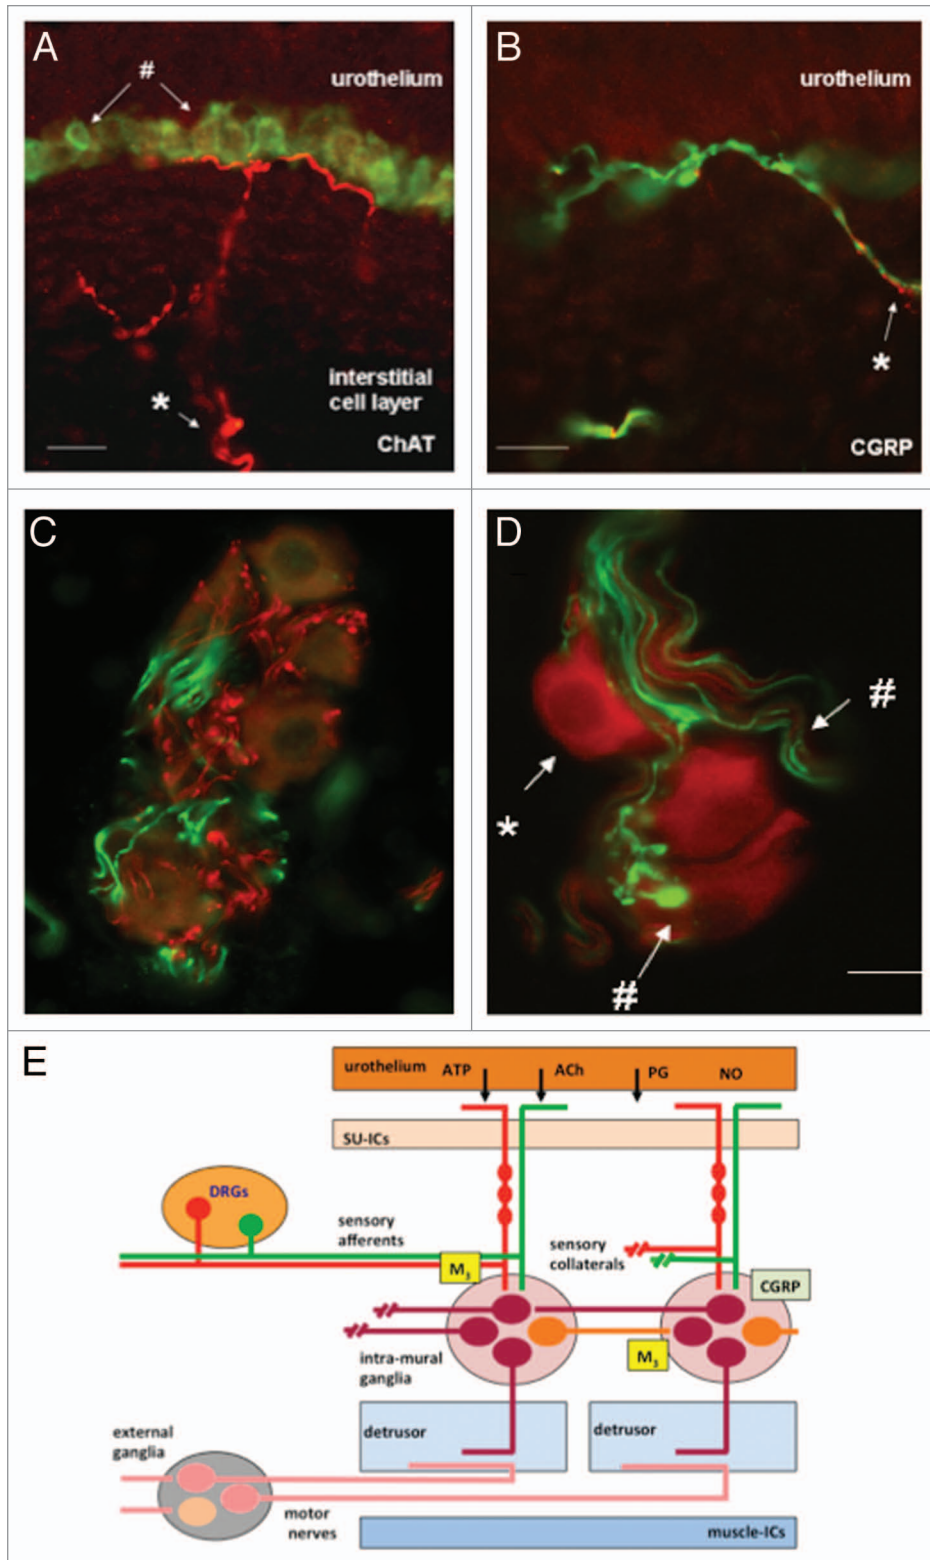 A
#
urothelium
interstitial
cell layer
*
ChAT
B
urothelium
*
CGRP
C
D
#
*
#
E
urothelium ATP ACh PG NO
SU-ICs
DRGs
sensory
afferents
sensory
collaterals
M3
CGRP
M3
intra-mural
ganglia
detrusor
detrusor
external
ganglia
motor
nerves
muscle-ICs